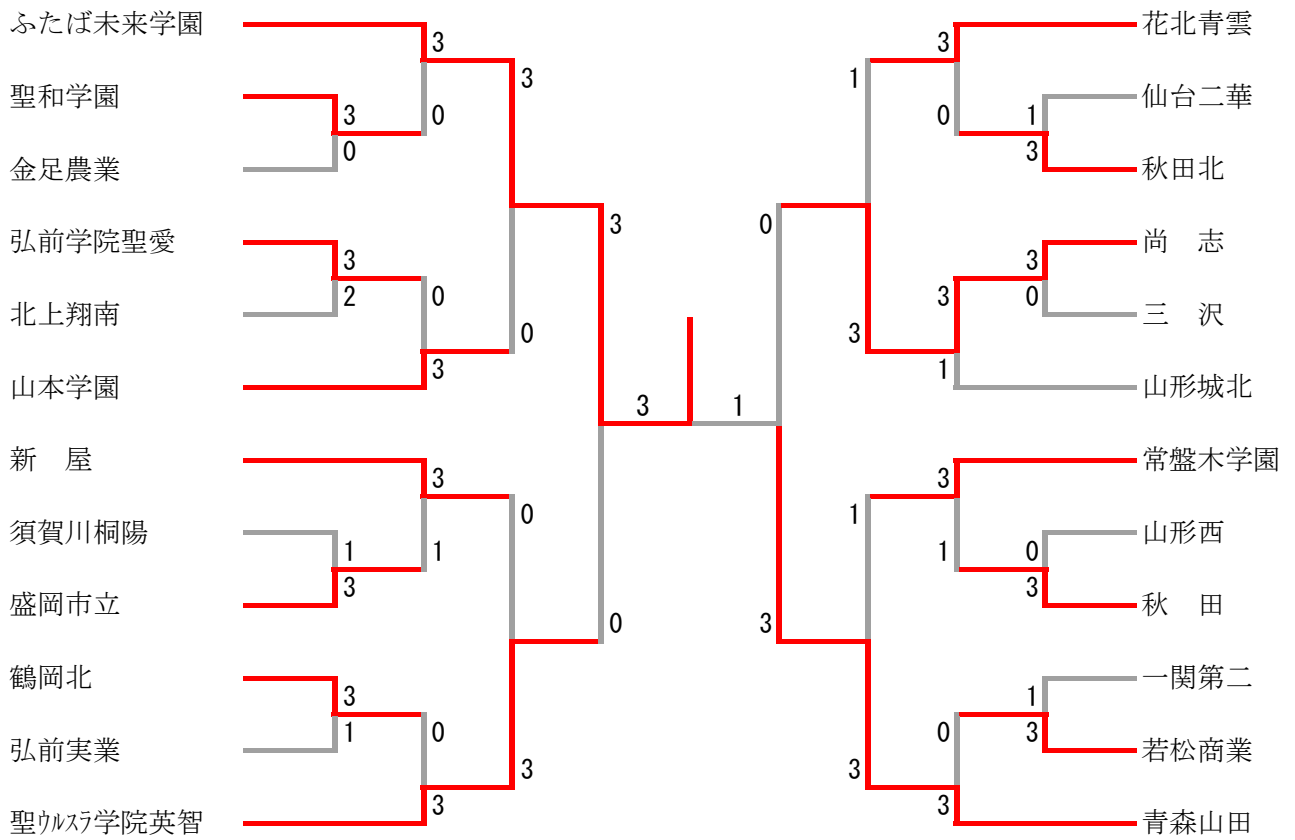 ふたば未来学園
聖和学園
金足農業
弘前学院聖愛
北上翔南
山本学園
新　屋
須賀川桐陽
盛岡市立
鶴岡北
弘前実業
聖ｳﾙｽﾗ学院英智
3
0
3
2
1
3
3
1
3
0
0
3
3
1
0
3
3
0
0
3
3
0
3
1
0
3
1
3
1
3
3
0
3
1
3
1
0
3
1
3
0
3
0
3
1
3
花北青雲
仙台二華
秋田北
尚　志
三　沢
山形城北
常盤木学園
山形西
秋　田
一関第二
若松商業
青森山田